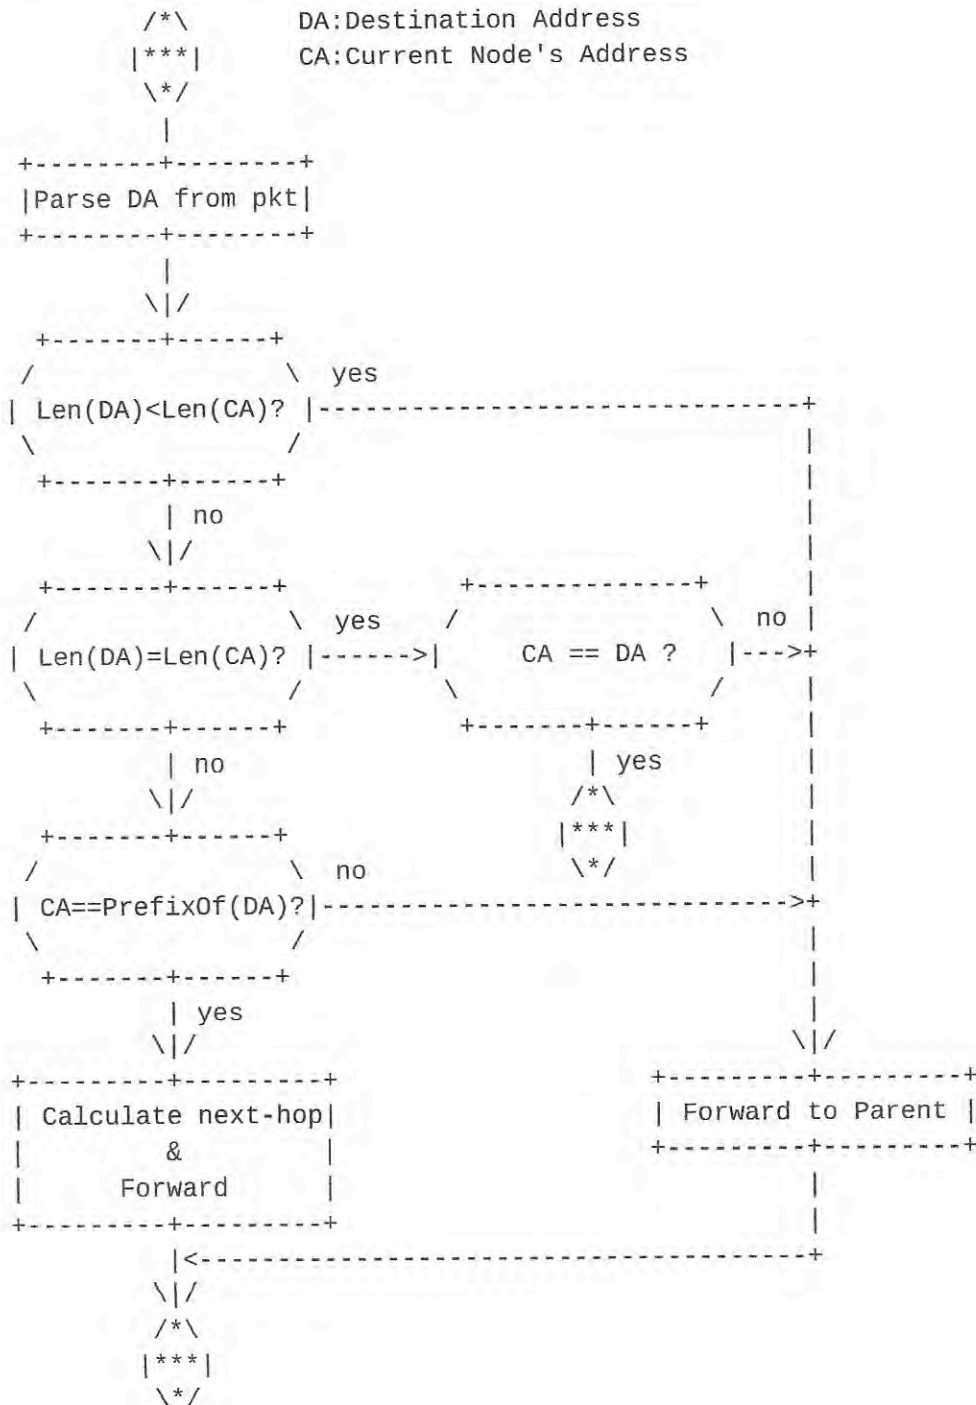 /*\       DA:Destination Address
|***|      CA:Current Node's Address
\*/
|
+--------+--------+
|Parse DA from pkt|
+--------+--------+
|
\|/
+-------+------+
/                \  yes
| Len(DA)<Len(CA)? |-------------------------------+
\                /                                |
+-------+------+                                 |
| no                                    |
\|/                                      |
+-------+------+           +--------------+      |
/                \  yes    /                \  no |
| Len(DA)=Len(CA)? |------>|     CA == DA ?   |--->+
\                /         \                /     |
+-------+------+           +-------+------+      |
| no                       | yes        |
\|/                        /*\           |
+-------+------+                |***|          |
/                \  no           \*/           |
| CA==PrefixOf(DA)?|------------------------------>+
\                /                                |
+-------+------+                                 |
| yes                                   |
\|/                                     \|/
+---------+---------+                    +---------+---------+
| Calculate next-hop|                    | Forward to Parent |
|         &         |                    +---------+---------+
|      Forward      |                              |
+---------+---------+                              |
|<---------------------------------------+
\|/
/*\
|***|
\*/